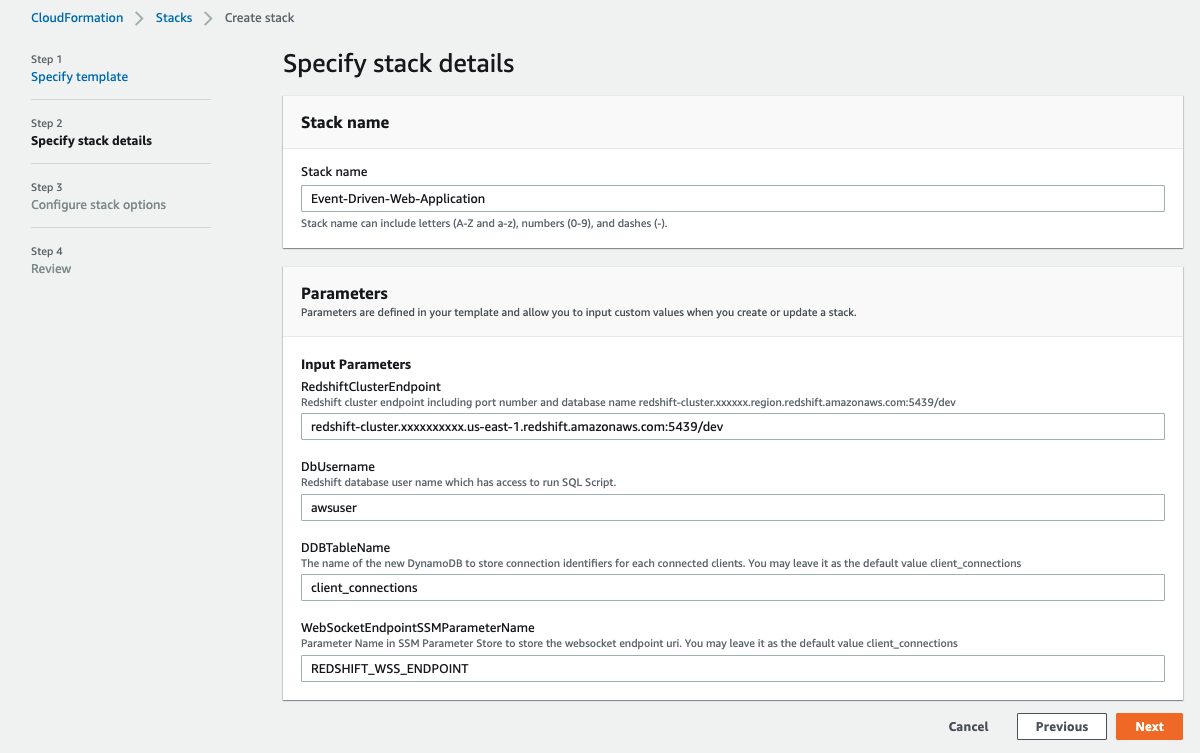 CloudFormation > Stacks > Create stack
Step 1
Specify template
Step 2
Specify stack details
Step 3
Configure stack options
Step 4
Review
Specify stack details
Stack name
Stack name
Event-Driven-Web-Application
Stack name can include letters (A-Z and a-z), numbers (0-9), and dashes (-).
Parameters
Parameters are defined in your template and allow you to input custom values when you create or update a stack.
Input Parameters
RedshiftClusterEndpoint
Redshift cluster endpoint including port number and database name redshift-cluster.xxxxxx.region.redshift.amazonaws.com:5439/dev
redshift-cluster.xxxxxxxxxx.us-east-1.redshift.amazonaws.com:5439/dev
DbUsername
Redshift database user name which has access to run SQL Script.
awsuser
DDBTableName
The name of the new DynamoDB to store connection identifiers for each connected clients. You may leave it as the default value client_connections
client_connections
WebSocketEndpointSSMParameterName
Parameter Name in SSM Parameter Store to store the websocket endpoint uri. You may leave it as the default value client_connections
REDSHIFT_WSS_ENDPOINT
Cancel Previous Next